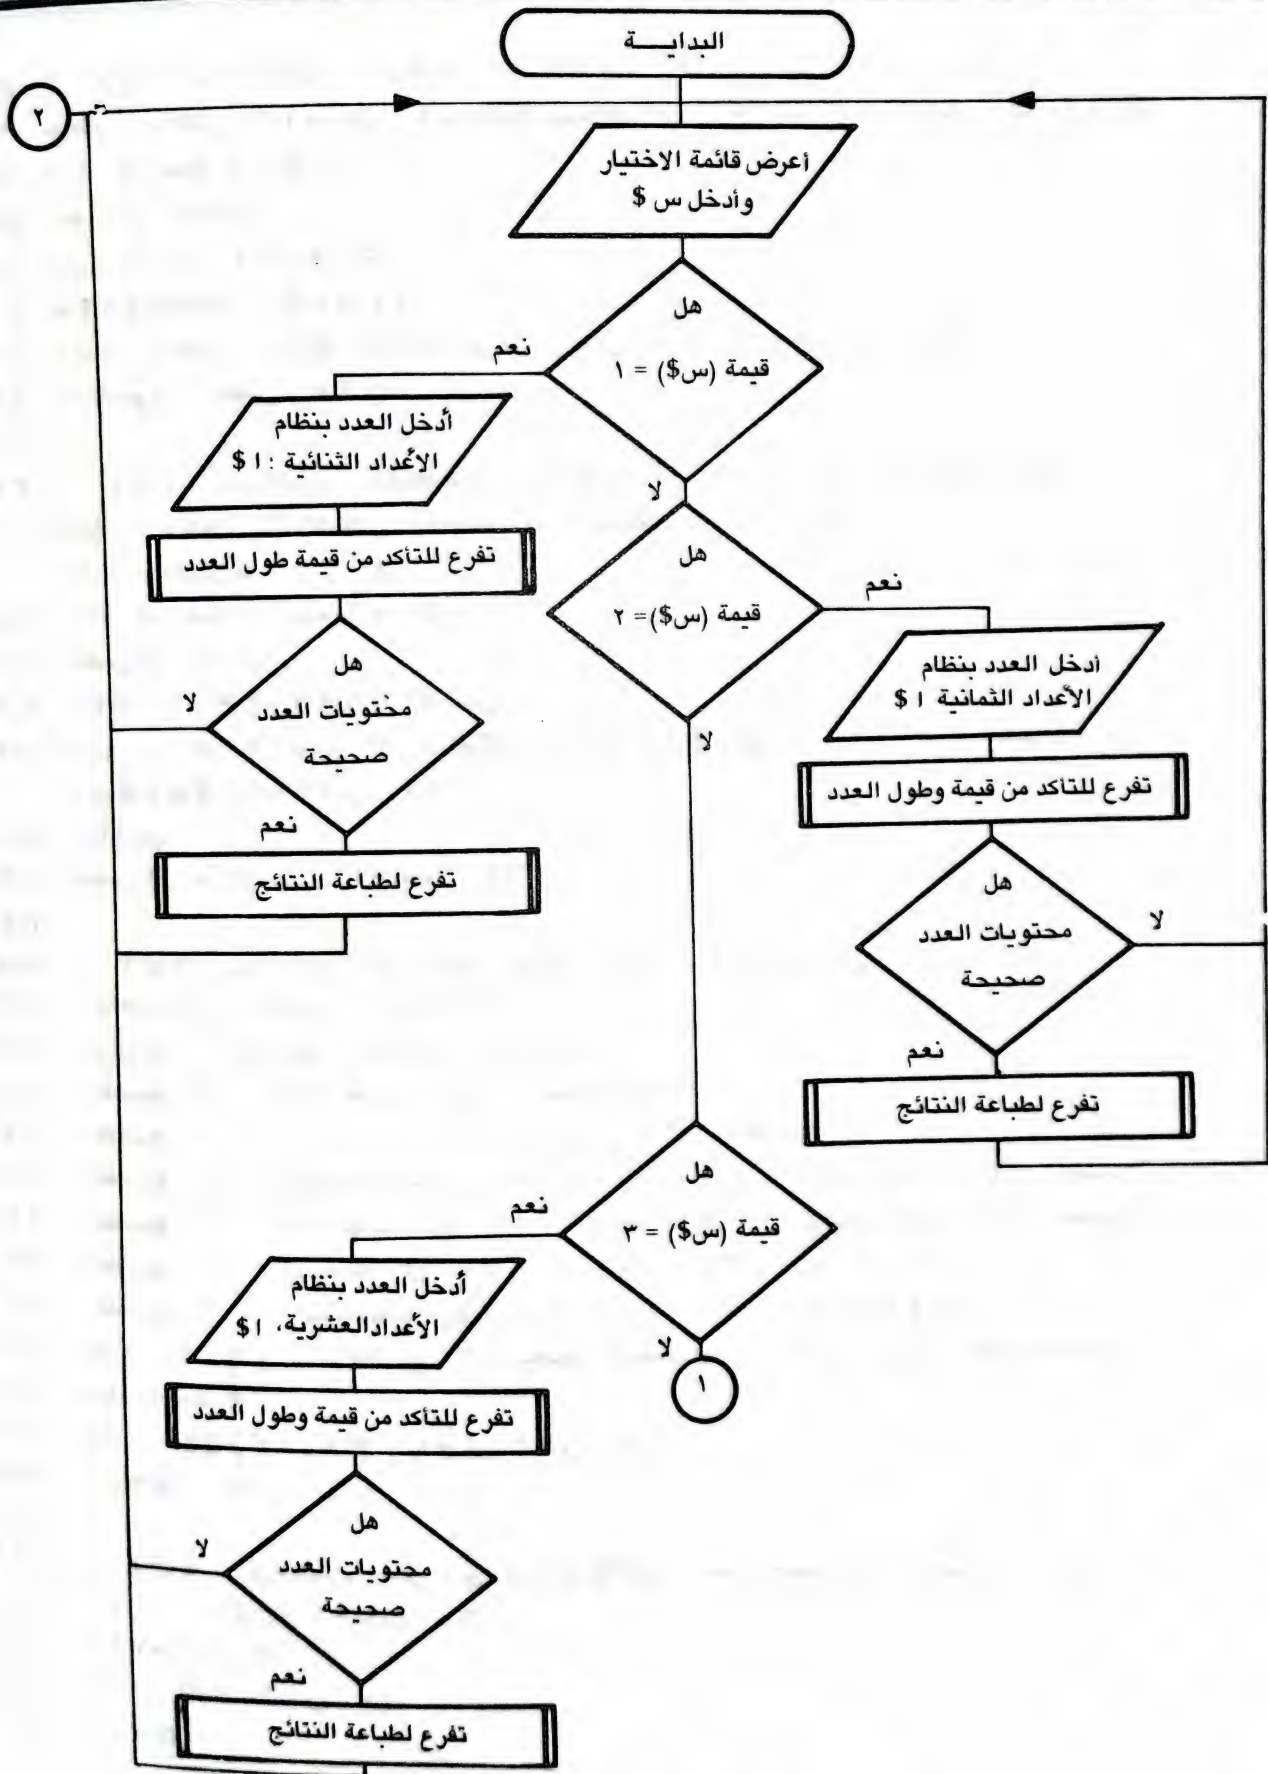 البدايـــة
٢
أعرض قائمة الاختيار
وأدخل س $
هل
قيمة (س$) = ١
نعم
لا
أدخل العدد بنظام
الأعداد الثنائية : ا $
تفرع للتأكد من قيمة طول العدد
هل
محتويات العدد
صحيحة
لا
نعم
تفرع لطباعة النتائج
هل
قيمة (س$)= ٢
نعم
لا
أدخل العدد بنظام
الأعداد الثمانية ا $
تفرع للتأكد من قيمة وطول العدد
هل
محتويات العدد
صحيحة
لا
نعم
تفرع لطباعة النتائج
هل
قيمة (س$) = ٣
نعم
لا
١
أدخل العدد بنظام
الأعداد العشرية، ا $
تفرع للتأكد من قيمة وطول العدد
هل
محتويات العدد
صحيحة
لا
نعم
تفرع لطباعة النتائج